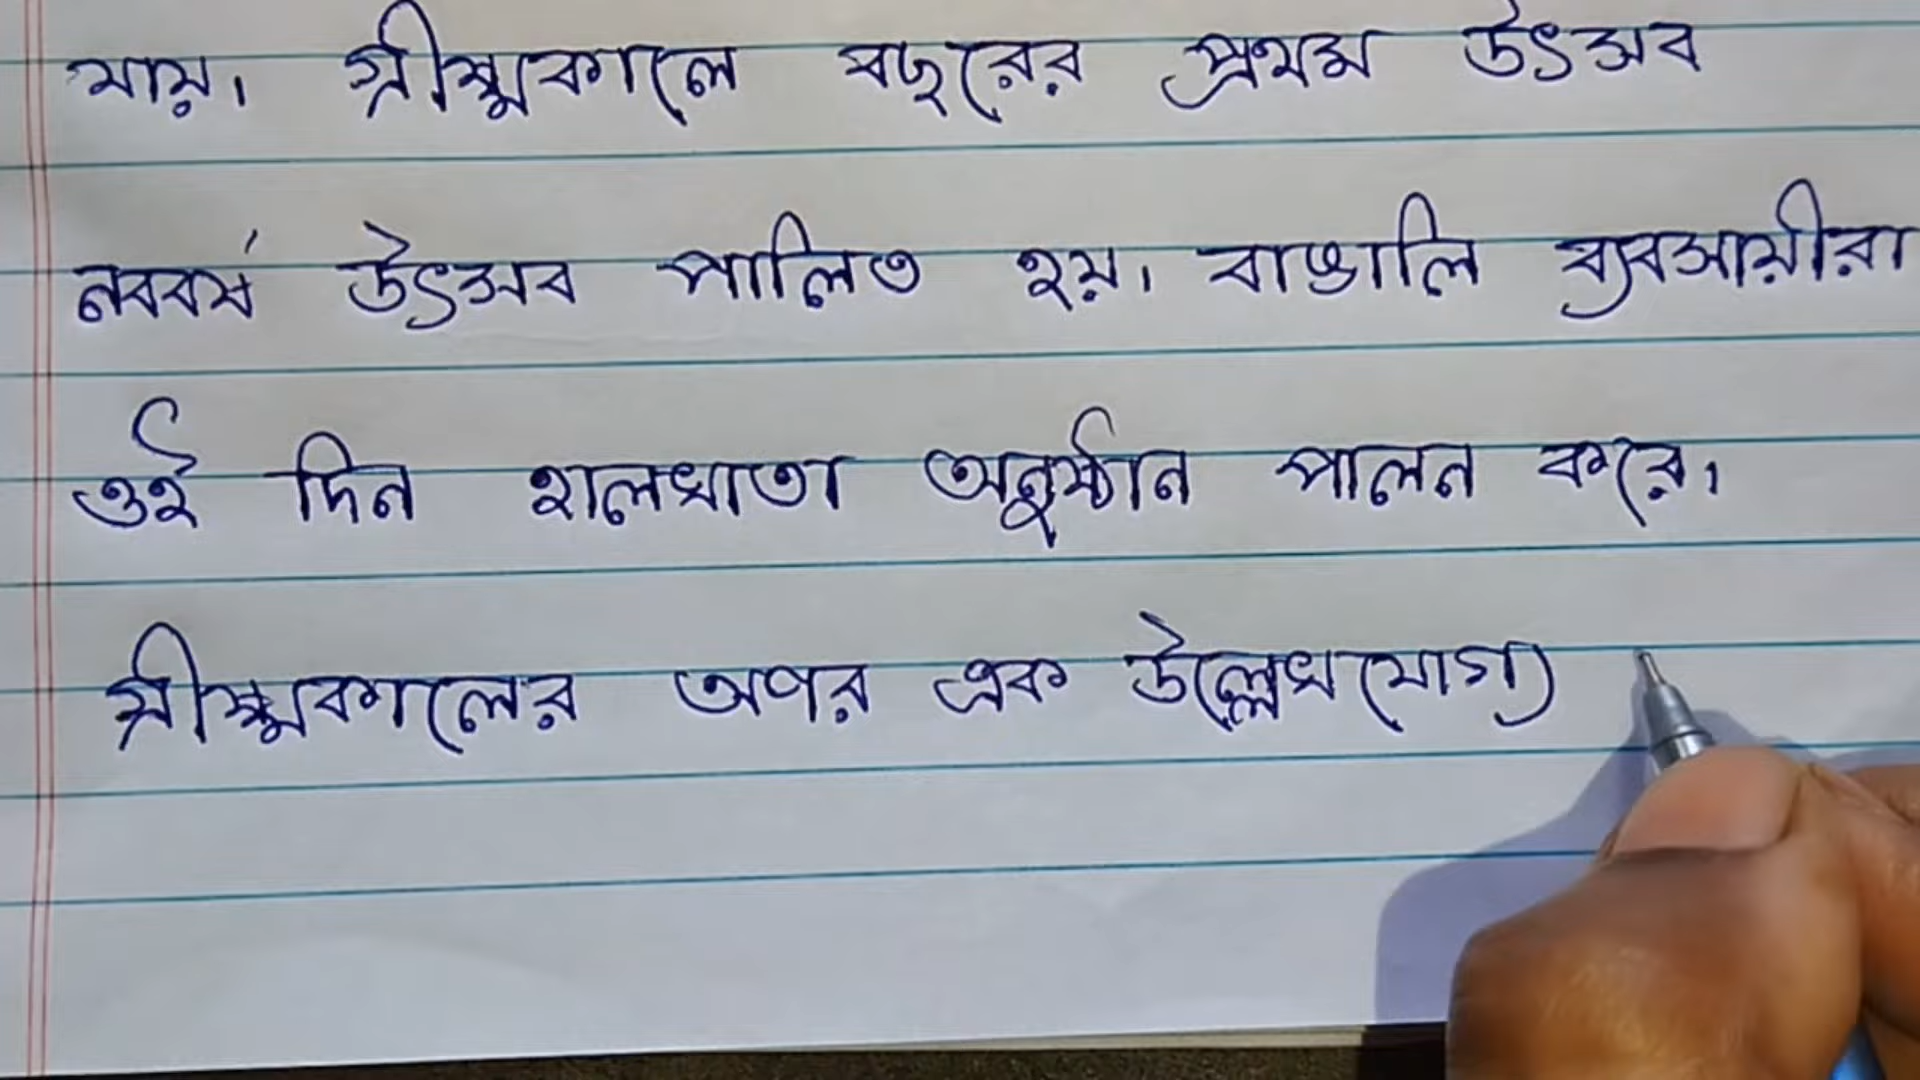 যায়। গ্রীষ্মকালে বছরের প্রথম উৎসব
নববর্ষ উৎসব পালিত হয়। বাঙালি ব্যবসায়ীরা
ওই দিন হালখাতা অনুষ্ঠান পালন করে।
গ্রীষ্মকালের অপর এক উল্লেখযোগ্য